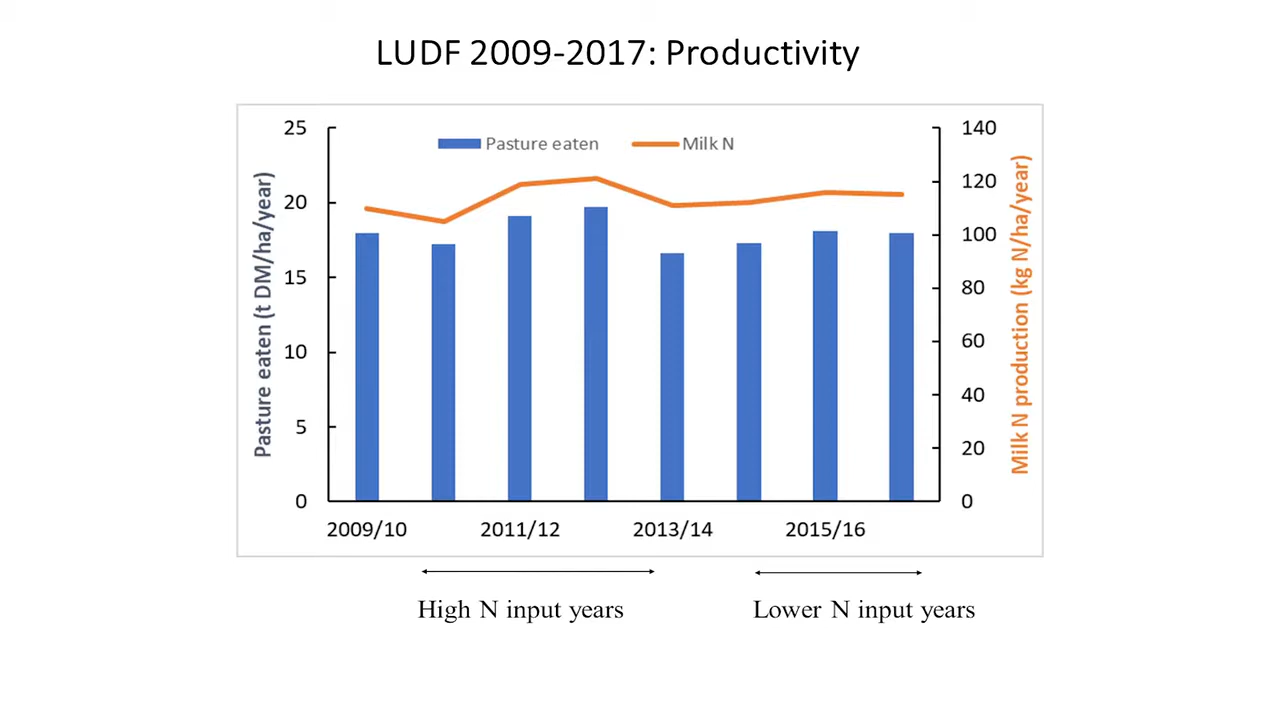 LUDF 2009-2017: Productivity
Pasture eaten
Milk N
25
20
15
10
5
0
140
120
100
80
60
40
20
0
Pasture eaten (t DM/ha/year)
Milk N production (kg N/ha/year)
2009/10
2011/12
2013/14
2015/16
High N input years
Lower N input years